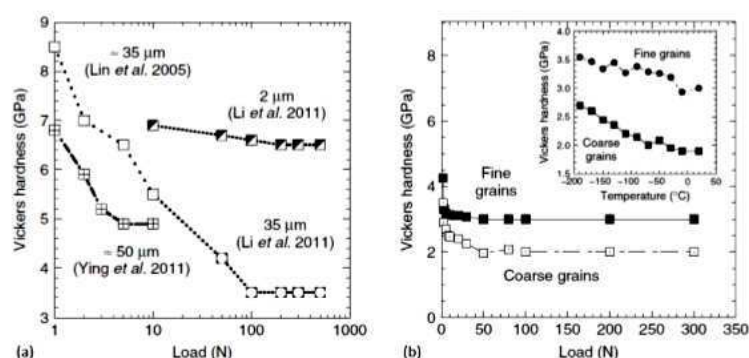 9
8
7
6
5
4
3
Vickers hardness (GPa)
≈ 35 μm
(Lin et al. 2005)
2 μm
(Li et al. 2011)
35 μm
(Li et al. 2011)
≈ 50 μm
(Ying et al. 2011)
1 10 100 1000
(a) Load (N)
8
6
4
2
0
Vickers hardness (GPa)
4.0
3.5
3.0
2.5
2.0
1.5
Vickers hardness (GPa)
Fine grains
Coarse
grains
-200 -150 -100 -50 0 50
Temperature (°C)
Fine
grains
Coarse grains
0 50 100 150 200 250 300 350
(b) Load (N)